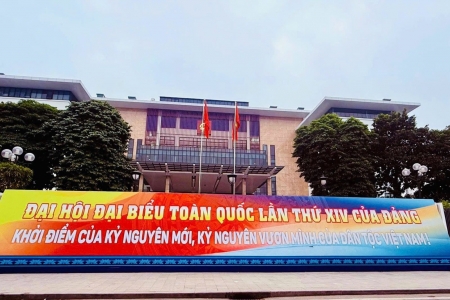 ĐẠI HỘI ĐẠI BIỂU TOÀN QUỐC LẦN THỨ XIV CỦA ĐẢNG
KHỞI ĐIỂM CỦA KỶ NGUYÊN MỚI, KỶ NGUYÊN VƯƠN MÌNH CỦA DÂN TỘC VIỆT NAM!